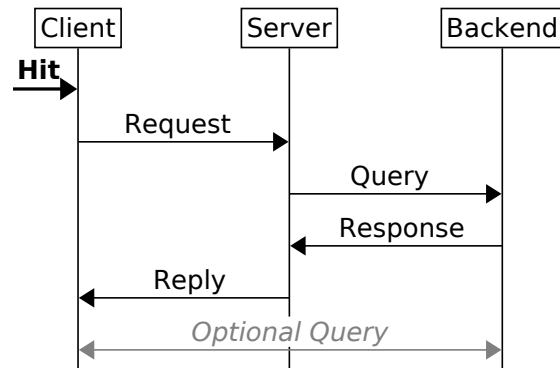 Client Server Backend
Hit
Request
Query
Response
Reply
Optional Query